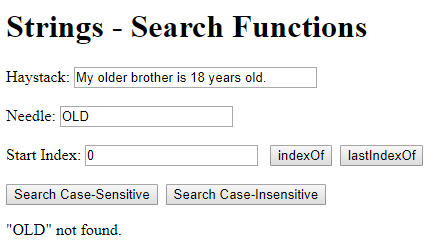 Strings - Search Functions
Haystack: My older brother is 18 years old.
Needle: OLD
Start Index: 0 indexOf lastIndexOf
Search Case-Sensitive Search Case-Insensitive
"OLD" not found.